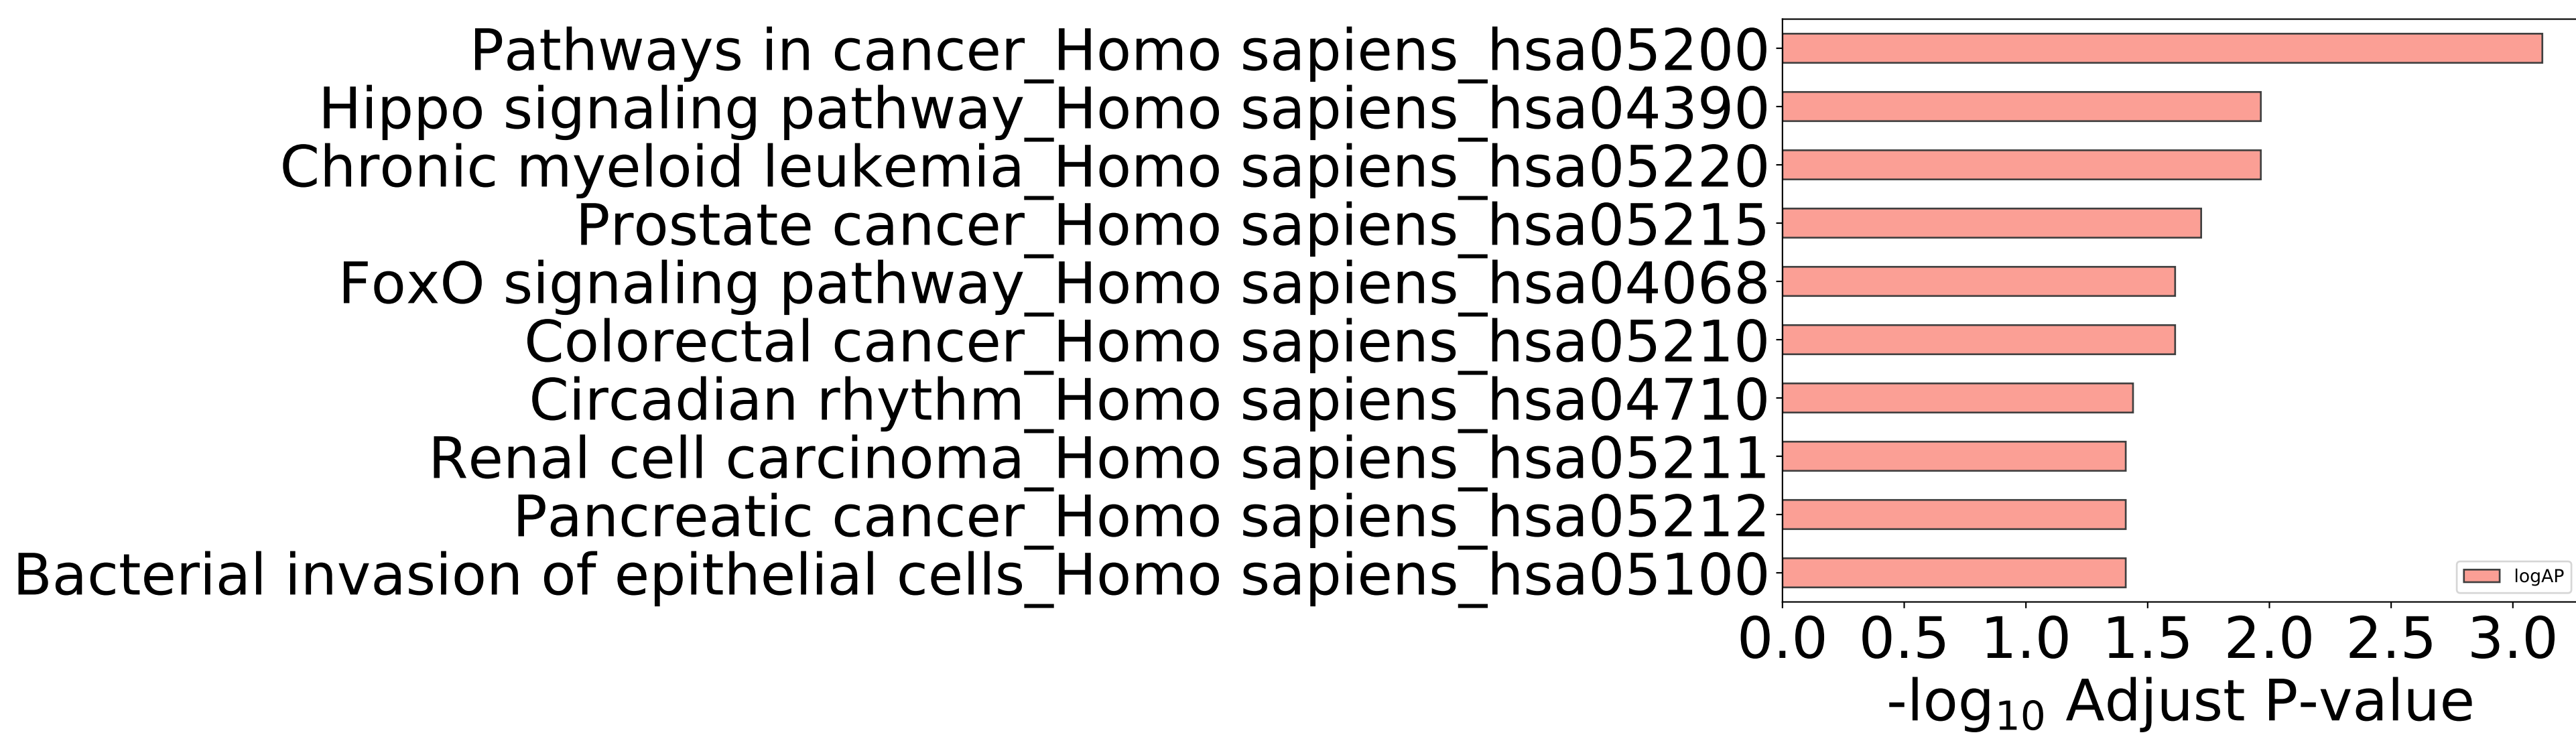 Pathways in cancer_Homo sapiens_hsa05200
Hippo signaling pathway_Homo sapiens_hsa04390
Chronic myeloid leukemia_Homo sapiens_hsa05220
Prostate cancer_Homo sapiens_hsa05215
FoxO signaling pathway_Homo sapiens_hsa04068
Colorectal cancer_Homo sapiens_hsa05210
Circadian rhythm_Homo sapiens_hsa04710
Renal cell carcinoma_Homo sapiens_hsa05211
Pancreatic cancer_Homo sapiens_hsa05212
Bacterial invasion of epithelial cells_Homo sapiens_hsa05100
logAP
0.0 0.5 1.0 1.5 2.0 2.5 3.0
-log₁₀ Adjust P-value